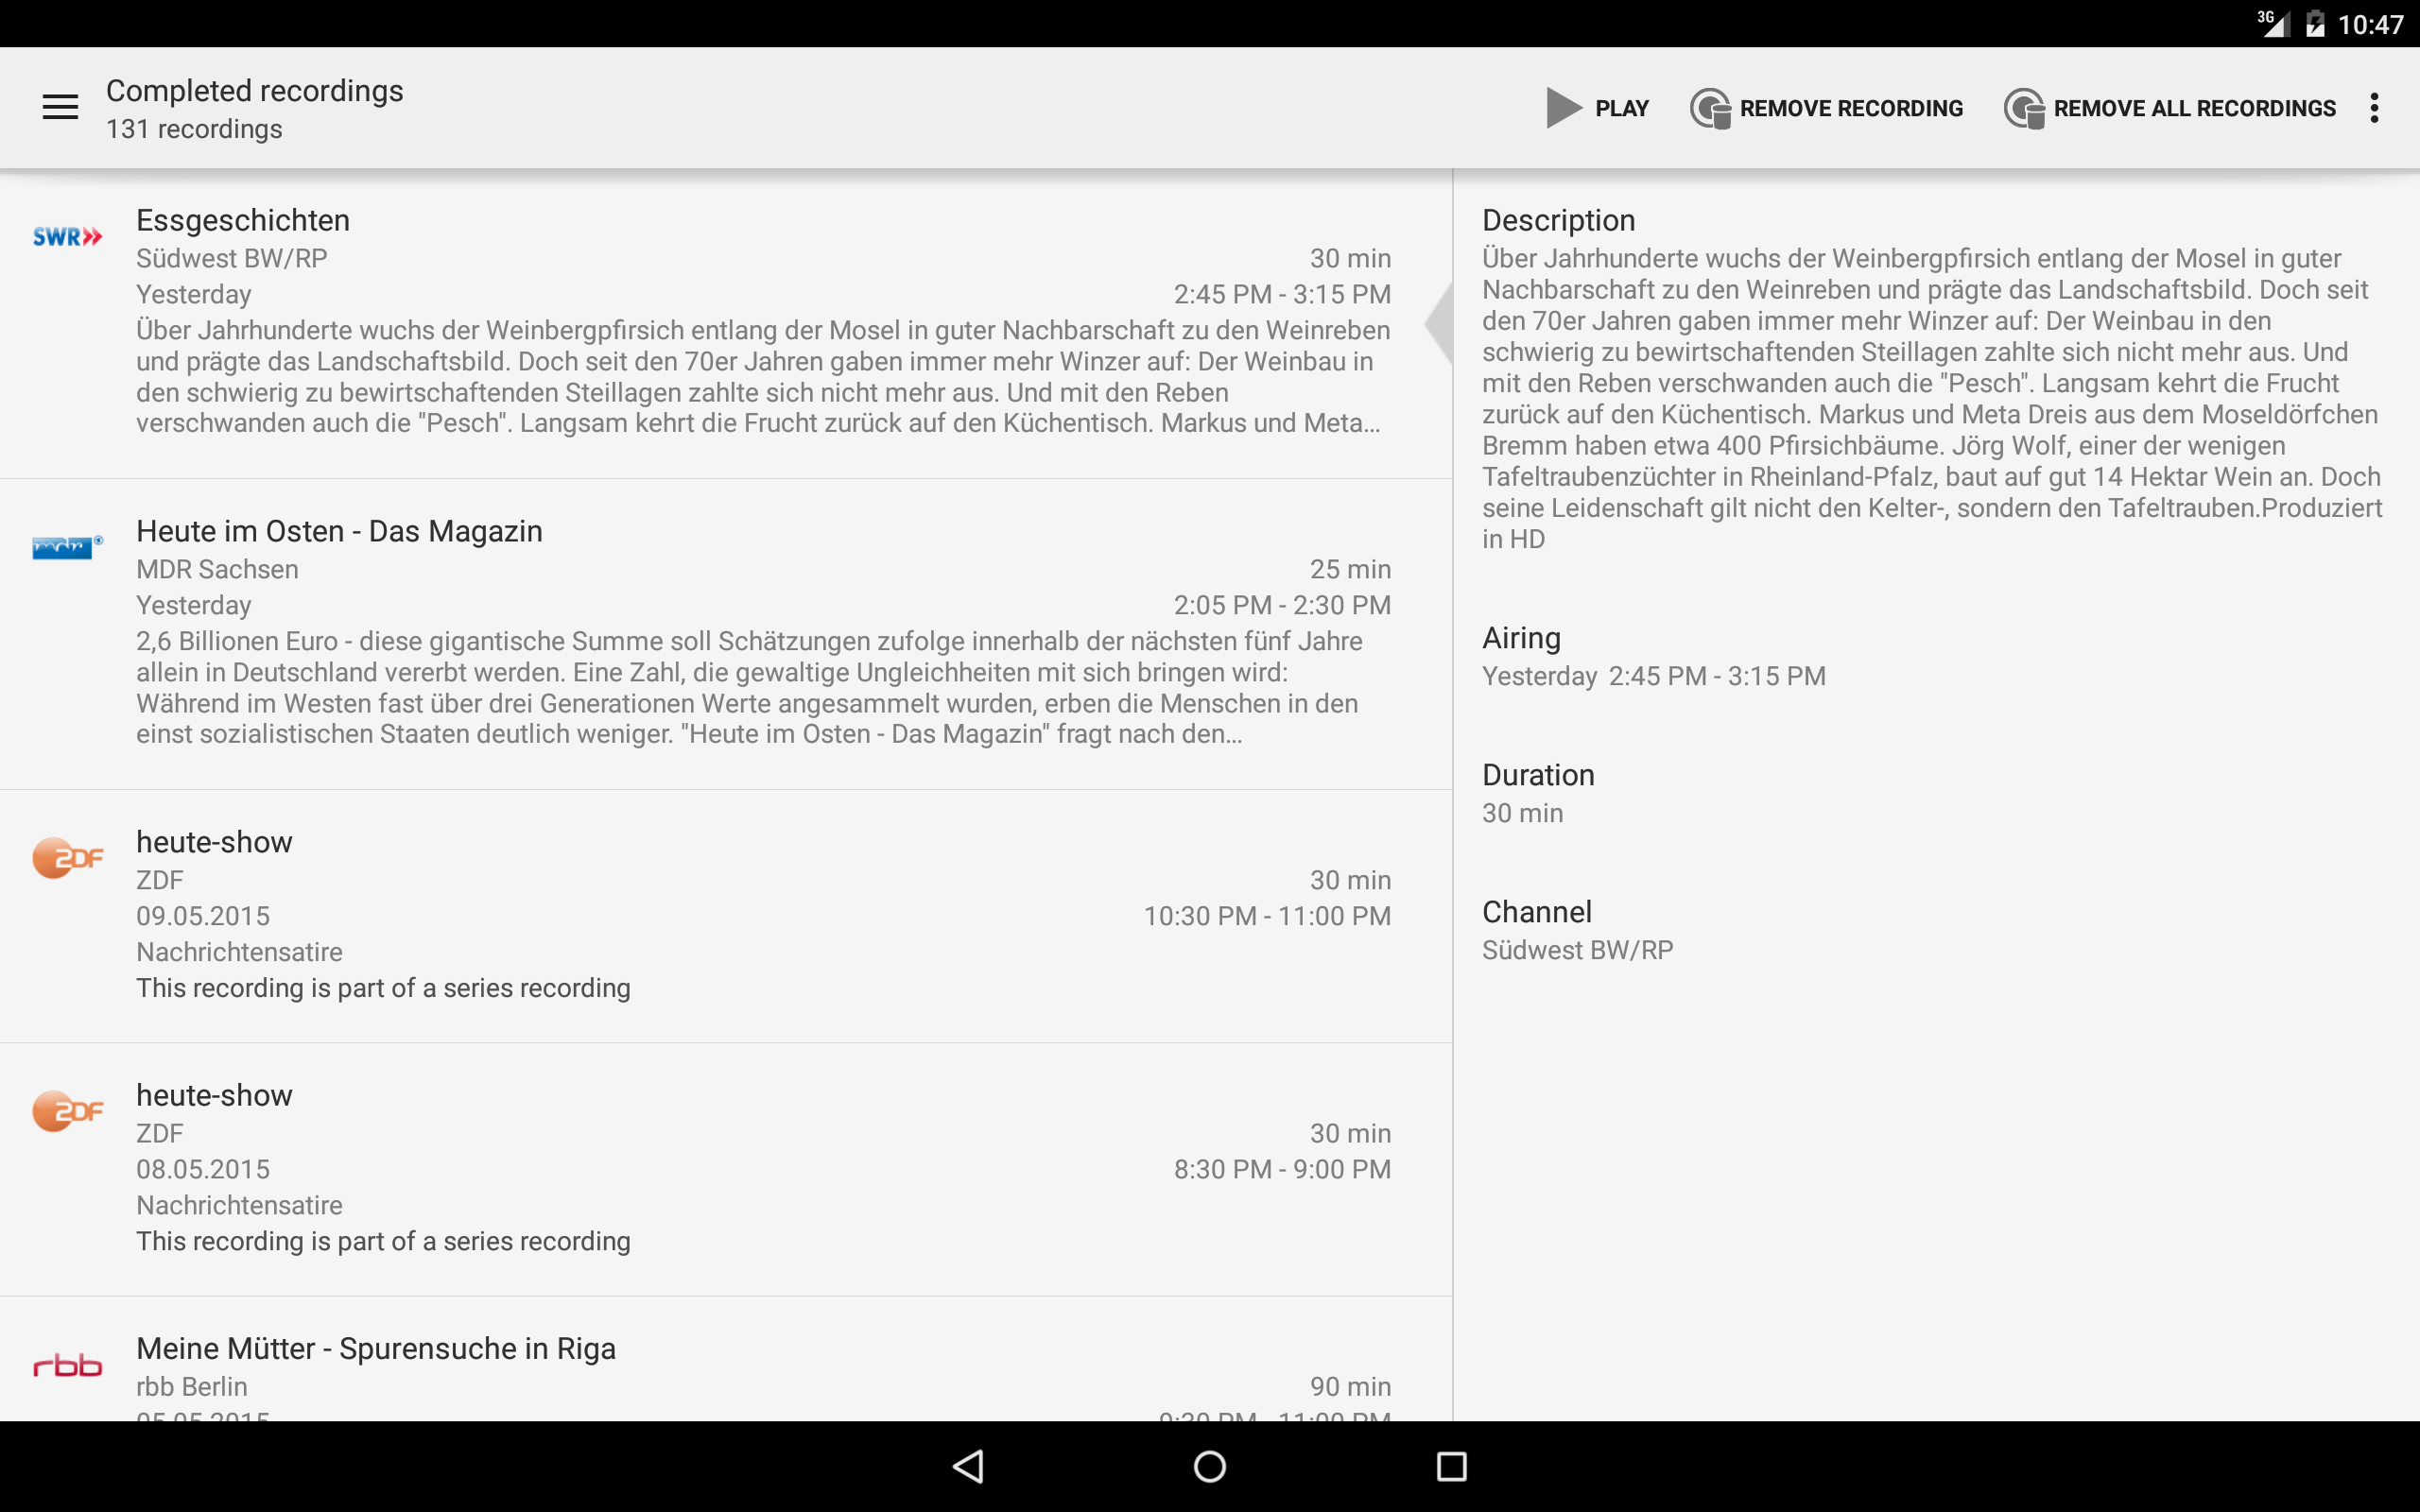 3G 10:47
Completed recordings
131 recordings
PLAY REMOVE RECORDING REMOVE ALL RECORDINGS
SWR
Essgeschichten
Südwest BW/RP 30 min
Yesterday 2:45 PM - 3:15 PM
Über Jahrhunderte wuchs der Weinbergpfirsich entlang der Mosel in guter Nachbarschaft zu den Weinreben
und prägte das Landschaftsbild. Doch seit den 70er Jahren gaben immer mehr Winzer auf: Der Weinbau in
den schwierig zu bewirtschaftenden Steillagen zahlte sich nicht mehr aus. Und mit den Reben
verschwanden auch die "Pesch". Langsam kehrt die Frucht zurück auf den Küchentisch. Markus und Meta...
mdr
Heute im Osten - Das Magazin
MDR Sachsen 25 min
Yesterday 2:05 PM - 2:30 PM
2,6 Billionen Euro - diese gigantische Summe soll Schätzungen zufolge innerhalb der nächsten fünf Jahre
allein in Deutschland vererbt werden. Eine Zahl, die gewaltige Ungleichheiten mit sich bringen wird:
Während im Westen fast über drei Generationen Werte angesammelt wurden, erben die Menschen in den
einst sozialistischen Staaten deutlich weniger. "Heute im Osten - Das Magazin" fragt nach den...
ZDF
heute-show
ZDF 30 min
09.05.2015 10:30 PM - 11:00 PM
Nachrichtensatire
This recording is part of a series recording
ZDF
heute-show
ZDF 30 min
08.05.2015 8:30 PM - 9:00 PM
Nachrichtensatire
This recording is part of a series recording
rbb
Meine Mütter - Spurensuche in Riga
rbb Berlin 90 min
05.05.2015 9:30 PM - 11:00 PM
Description
Über Jahrhunderte wuchs der Weinbergpfirsich entlang der Mosel in guter
Nachbarschaft zu den Weinreben und prägte das Landschaftsbild. Doch seit
den 70er Jahren gaben immer mehr Winzer auf: Der Weinbau in den
schwierig zu bewirtschaftenden Steillagen zahlte sich nicht mehr aus. Und
mit den Reben verschwanden auch die "Pesch". Langsam kehrt die Frucht
zurück auf den Küchentisch. Markus und Meta Dreis aus dem Moseldörfchen
Bremm haben etwa 400 Pfirsichbäume. Jörg Wolf, einer der wenigen
Tafeltraubenzüchter in Rheinland-Pfalz, baut auf gut 14 Hektar Wein an. Doch
seine Leidenschaft gilt nicht den Kelter-, sondern den Tafeltrauben.Produziert
in HD
Airing
Yesterday 2:45 PM - 3:15 PM
Duration
30 min
Channel
Südwest BW/RP